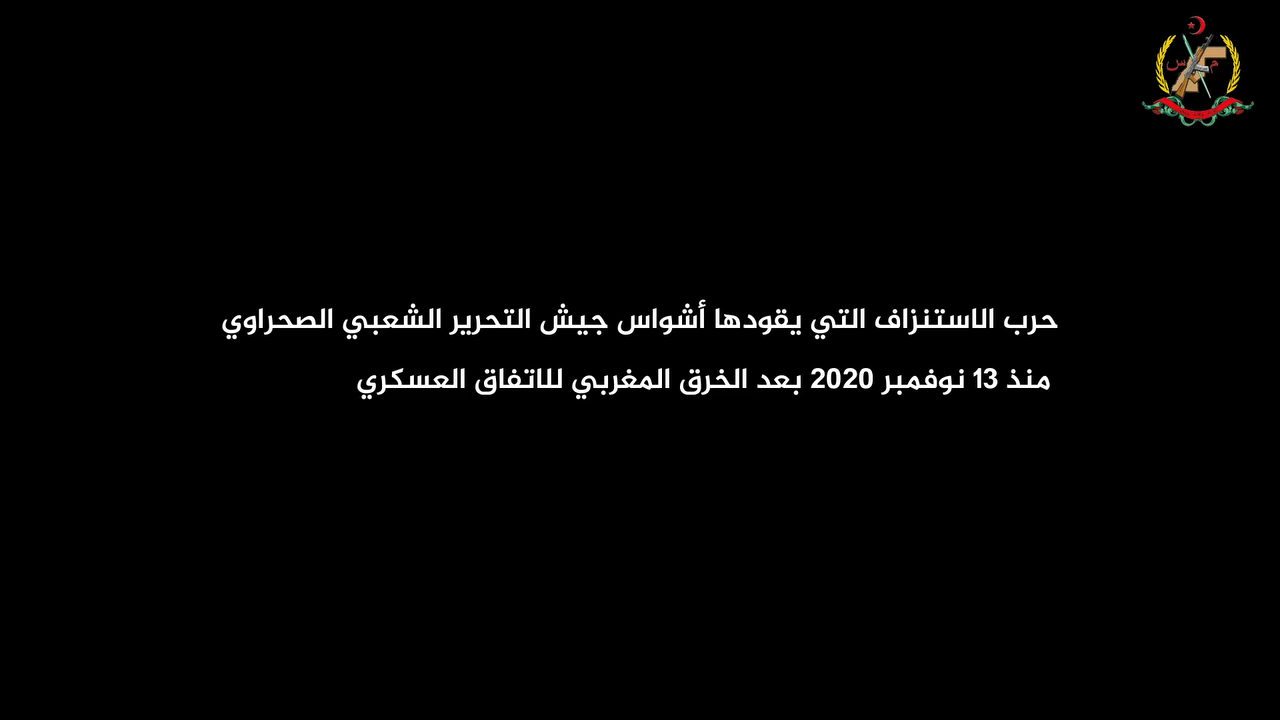 م س
حرب الاستنزاف التي يقودها أشواس جيش التحرير الشعبي الصحراوي
منذ 13 نوفمبر 2020 بعد الخرق المغربي للاتفاق العسكري